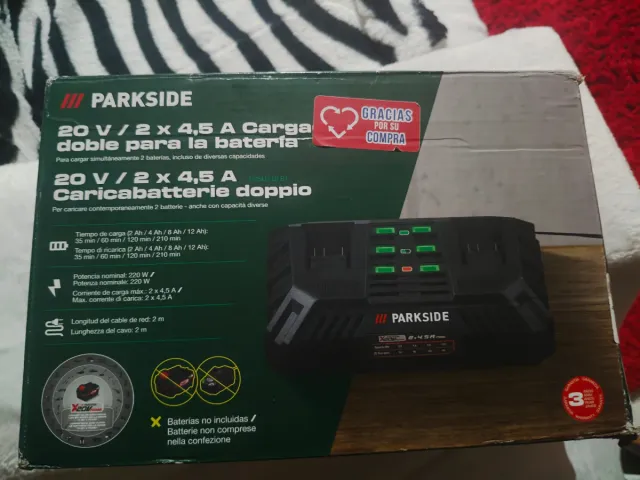 /// PARKSIDE
20 V / 2 x 4,5 A Carga
doble para la batería
Para cargar simultáneamente 2 baterías, incluso de diversas capacidades
GRACIAS
POR SU
COMPRA
20 V / 2 x 4,5 A
Caricabatterie doppio
Per caricare contemporaneamente 2 batterie - anche con capacità diverse
Tiempo de carga (2 Ah / 4 Ah / 8 Ah / 12 Ah):
35 min / 60 min / 120 min / 210 min
Tempo di ricarica (2 Ah / 4 Ah / 8 Ah / 12 Ah):
35 min / 60 min / 120 min / 210 min
Potencia nominal: 220 W /
Potenza nominale: 220 W
Corriente de carga máx.: 2 x 4,5 A /
Max. corrente di carica: 2 x 4,5 A
Longitud del cable de red: 2 m
Lunghezza del cavo: 2 m
X Baterías no incluidas /
Batterie non comprese
nella confezione
/// PARKSIDE
2x4,5A
X20V
3